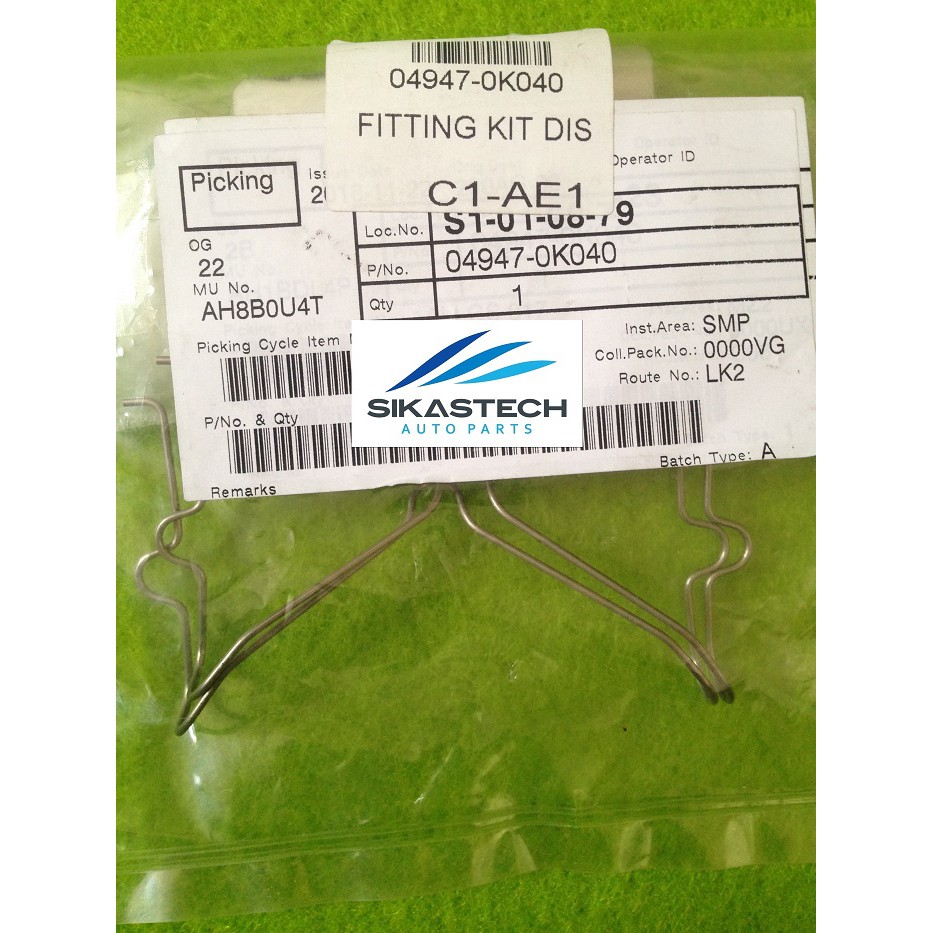 04947-0K040
FITTING KIT DIS
C1-AE1
Picking
Operator ID
Loc.No. S1-01-08-79
OG
22
P/No. 04947-0K040
MU No.
AH8B0U4T
Qty 1
Picking Cycle Item
Inst.Area: SMP
Coll.Pack.No.: 0000VG
Route No.: LK2
SIKASTECH
AUTO PARTS
P/No. & Qty
Batch Type: A
Remarks